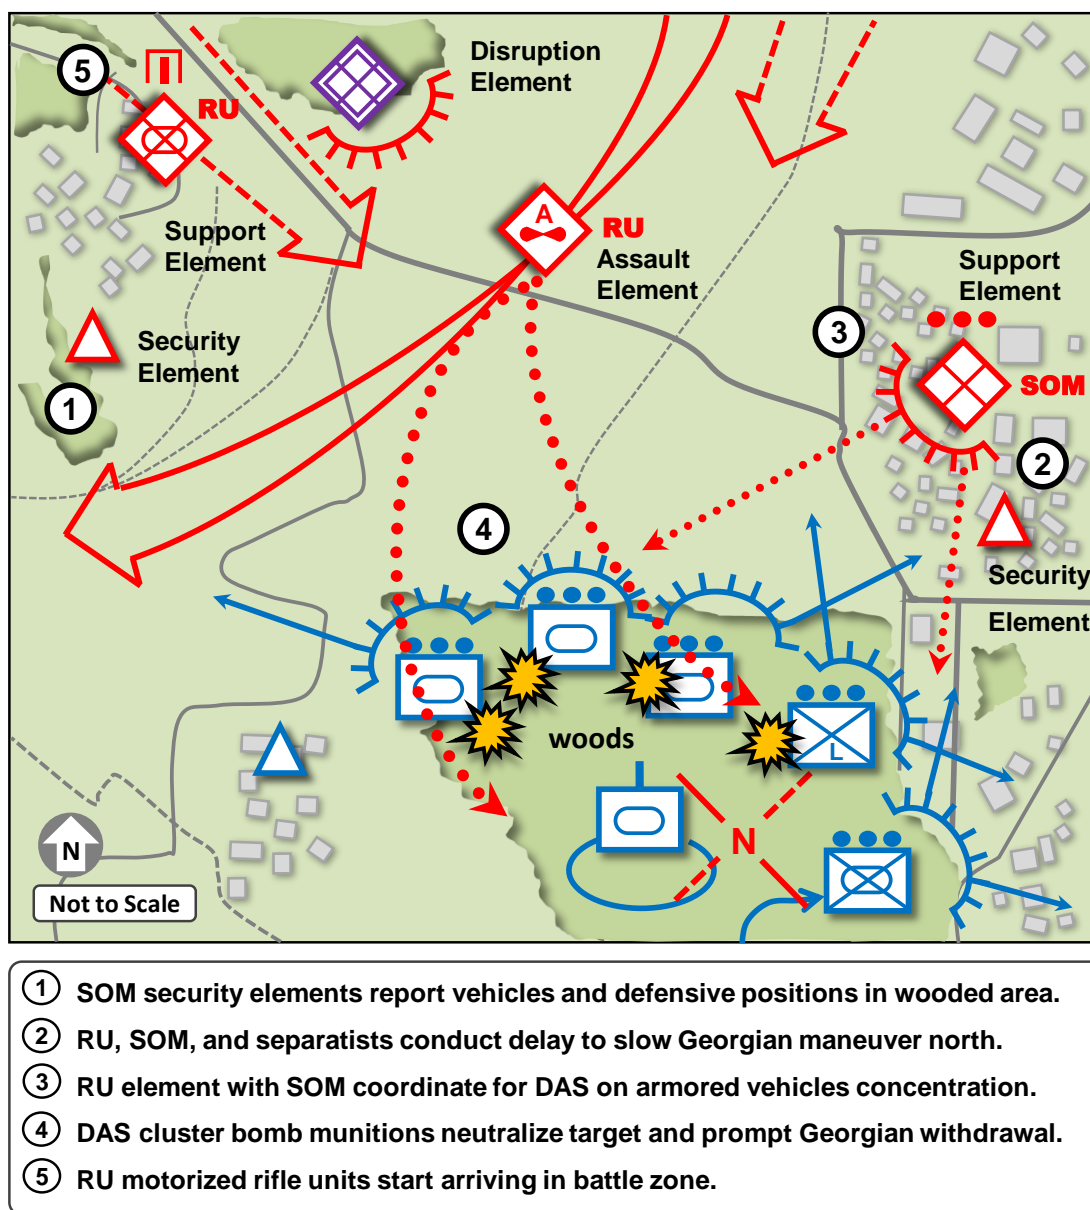 5
RU
Disruption
Element
A
RU
Assault
Element
Support
Element
Support
Element
3
SOM
Security
Element
1
2
4
Security
Element
woods
L
N
N
Not to Scale
1 SOM security elements report vehicles and defensive positions in wooded area.
2 RU, SOM, and separatists conduct delay to slow Georgian maneuver north.
3 RU element with SOM coordinate for DAS on armored vehicles concentration.
4 DAS cluster bomb munitions neutralize target and prompt Georgian withdrawal.
5 RU motorized rifle units start arriving in battle zone.